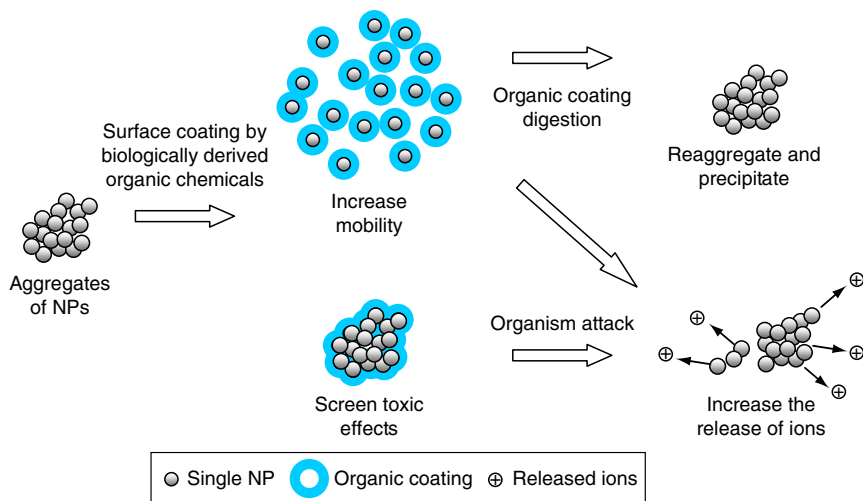 Surface coating by
biologically derived
organic chemicals
Aggregates
of NPs
Increase
mobility
Organic coating
digestion
Reaggregate and
precipitate
Screen toxic
effects
Organism attack
Increase the
release of ions
Single NP
Organic coating
Released ions